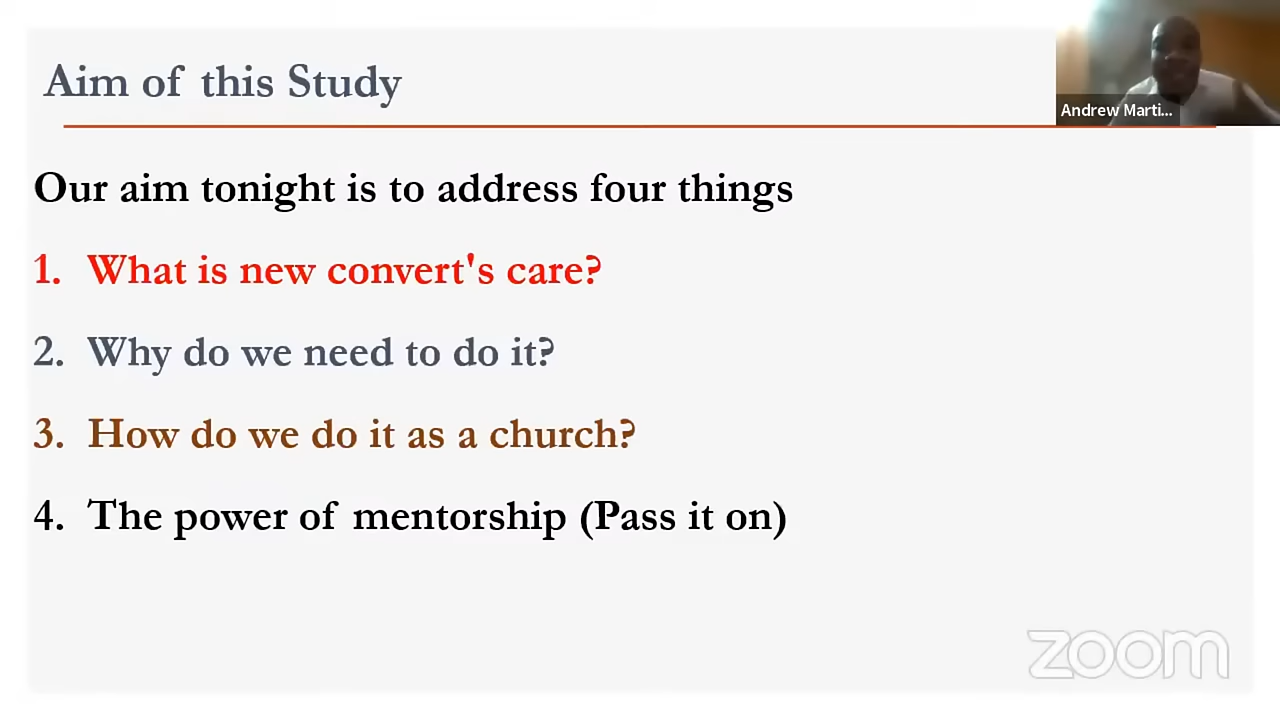 Aim of this Study
Andrew Marti...
Our aim tonight is to address four things
1. What is new convert's care?
2. Why do we need to do it?
3. How do we do it as a church?
4. The power of mentorship (Pass it on)
zoom